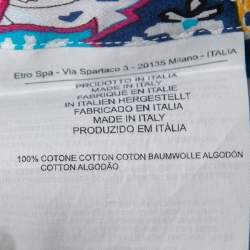 Etro Spa - Via Spartaco 3 - 20135 Milano - ITALIA
PRODOTTO IN ITALIA
MADE IN ITALY
FABRIQUE EN ITALIE
IN ITALIEN HERGESTELLT
FABRICADO EN ITALIA
MADE IN ITALY
PRODUZIDO EM ITÁLIA
100% COTONE COTTON COTON BAUMWOLLE ALGODÓN
COTTON ALGODÃO